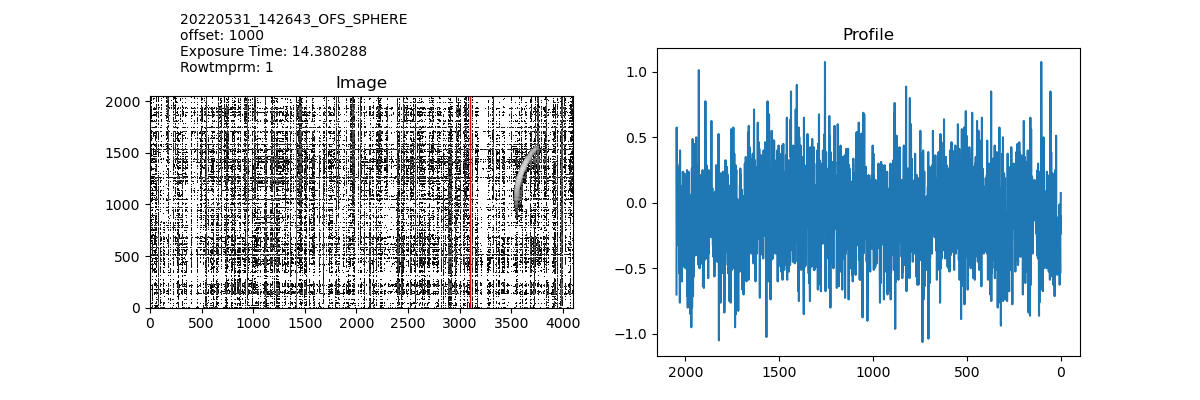 20220531_142643_OFS_SPHERE
offset: 1000
Exposure Time: 14.380288
Rowtmprm: 1
Image
2000
1500
1000
500
0
0 500 1000 1500 2000 2500 3000 3500 4000
Profile
1.0
0.5
0.0
−0.5
−1.0
2000 1500 1000 500 0